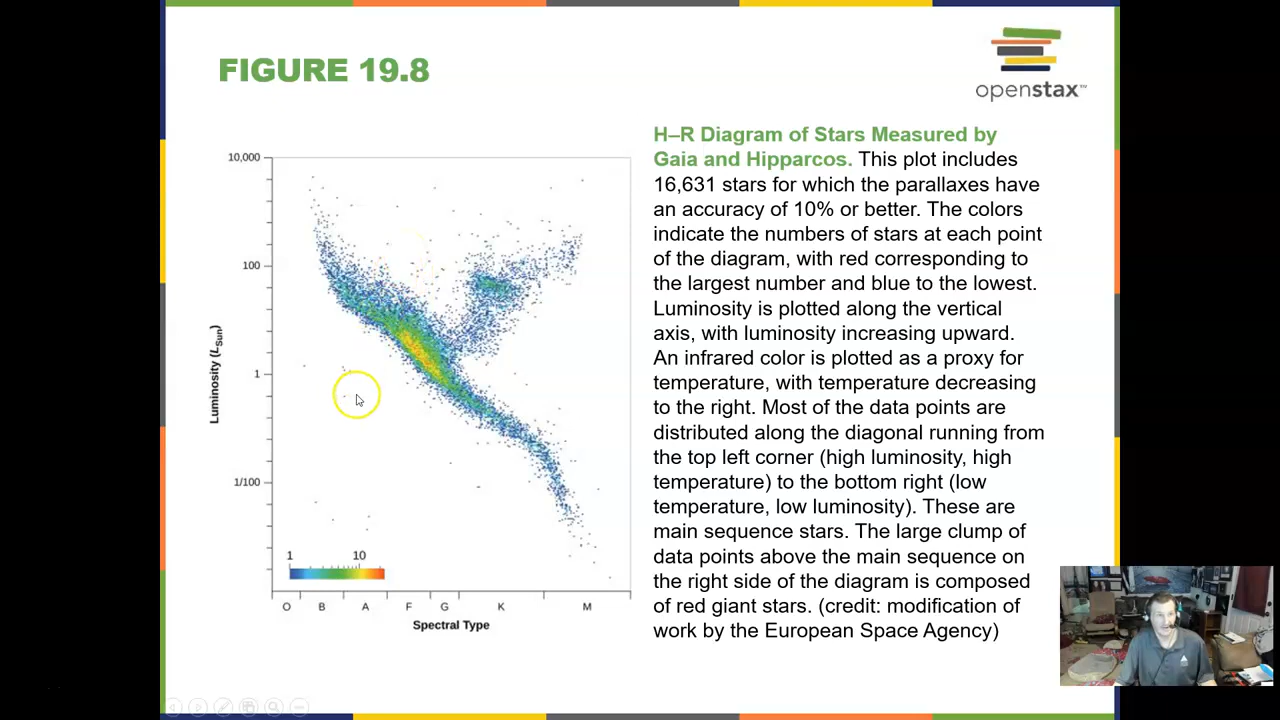 FIGURE 19.8
openstax™
H–R Diagram of Stars Measured by
Gaia and Hipparcos. This plot includes
16,631 stars for which the parallaxes have
an accuracy of 10% or better. The colors
indicate the numbers of stars at each point
of the diagram, with red corresponding to
the largest number and blue to the lowest.
Luminosity is plotted along the vertical
axis, with luminosity increasing upward.
An infrared color is plotted as a proxy for
temperature, with temperature decreasing
to the right. Most of the data points are
distributed along the diagonal running from
the top left corner (high luminosity, high
temperature) to the bottom right (low
temperature, low luminosity). These are
main sequence stars. The large clump of
data points above the main sequence on
the right side of the diagram is composed
of red giant stars. (credit: modification of
work by the European Space Agency)
10,000
100
1
1/100
Luminosity (LSun)
1 10
O B A F G K M
Spectral Type